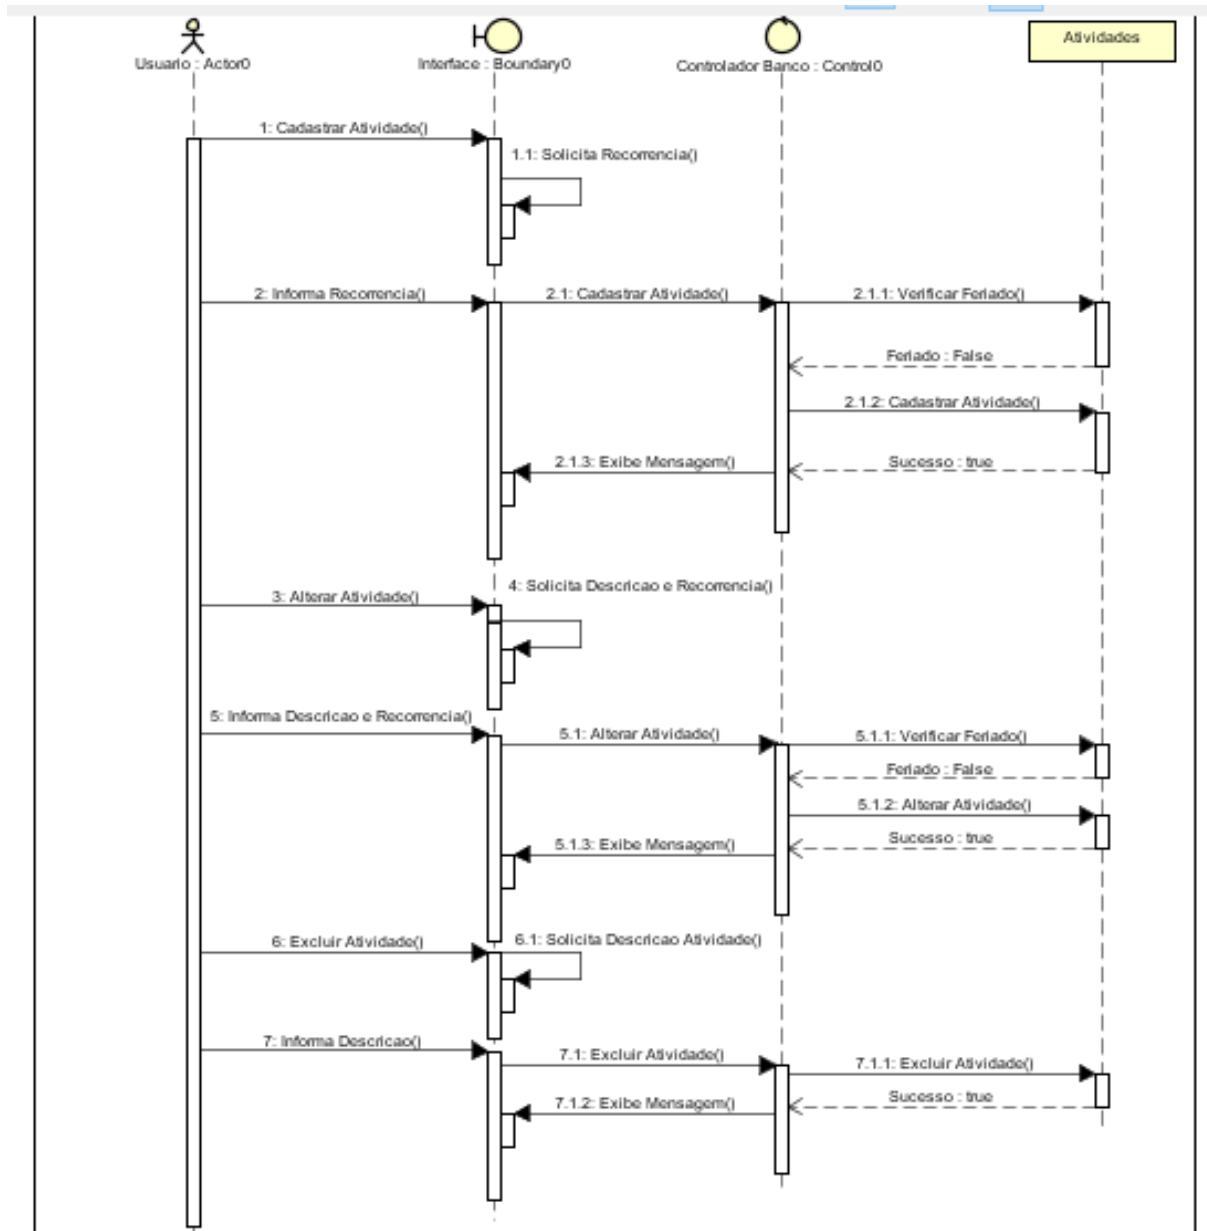 Usuario : Actor0
Interface : Boundary0
Controlador Banco : Control0
Atividades
1: Cadastrar Atividade()
1.1: Solicita Recorrencia()
2: Informa Recorrencia()
2.1: Cadastrar Atividade()
2.1.1: Verificar Feriado()
Feriado : False
2.1.2: Cadastrar Atividade()
2.1.3: Exibe Mensagem()
Sucesso : true
3: Alterar Atividade()
4: Solicita Descricao e Recorrencia()
5: Informa Descricao e Recorrencia()
5.1: Alterar Atividade()
5.1.1: Verificar Feriado()
Feriado : False
5.1.2: Alterar Atividade()
5.1.3: Exibe Mensagem()
Sucesso : true
6: Excluir Atividade()
6.1: Solicita Descricao Atividade()
7: Informa Descricao()
7.1: Excluir Atividade()
7.1.1: Excluir Atividade()
7.1.2: Exibe Mensagem()
Sucesso : true